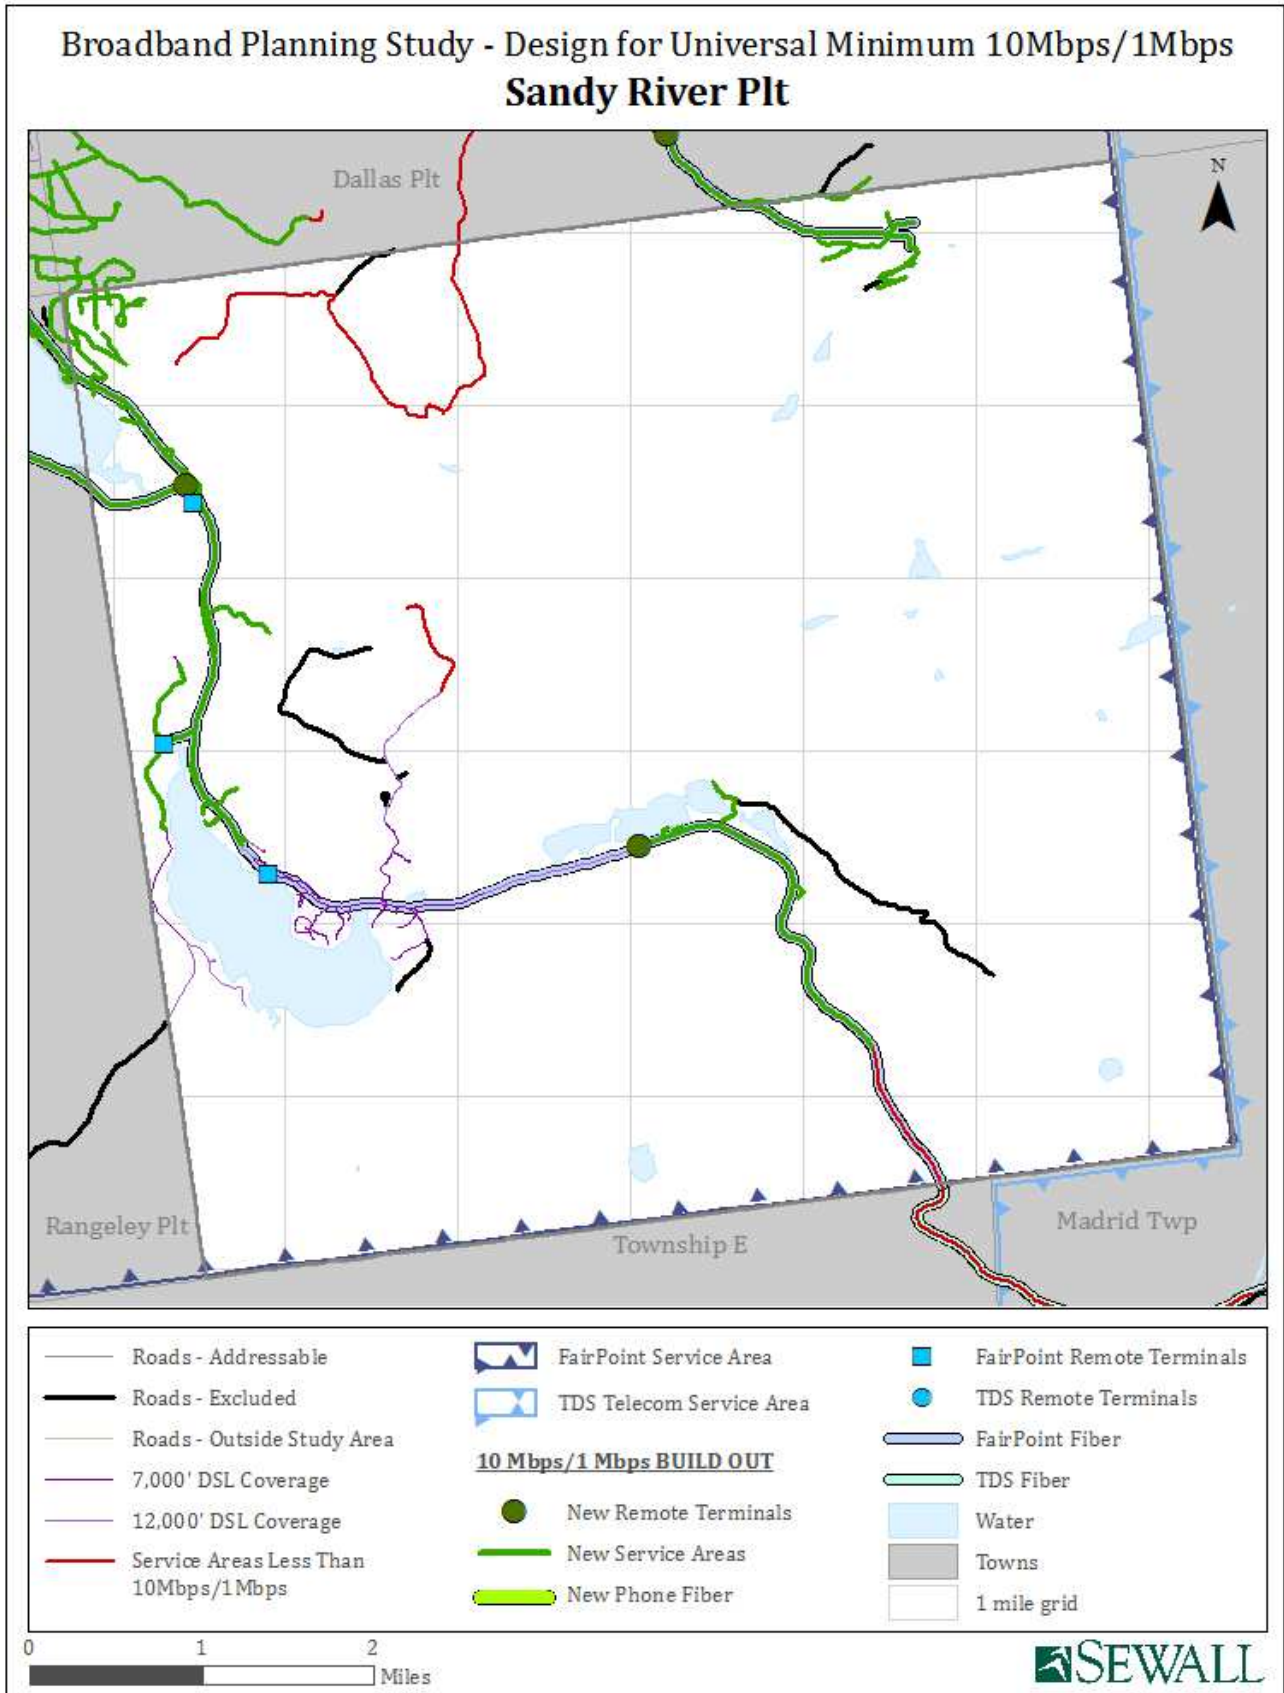 Broadband Planning Study - Design for Universal Minimum 10Mbps/1Mbps
Sandy River Plt
Dallas Plt
N
Rangeley Plt
Township E
Madrid Twp
Roads - Addressable
Roads - Excluded
Roads - Outside Study Area
7,000' DSL Coverage
12,000' DSL Coverage
Service Areas Less Than
10Mbps/1Mbps
FairPoint Service Area
TDS Telecom Service Area
10 Mbps/1 Mbps BUILD OUT
New Remote Terminals
New Service Areas
New Phone Fiber
FairPoint Remote Terminals
TDS Remote Terminals
FairPoint Fiber
TDS Fiber
Water
Towns
1 mile grid
0 1 2
Miles
SEWALL